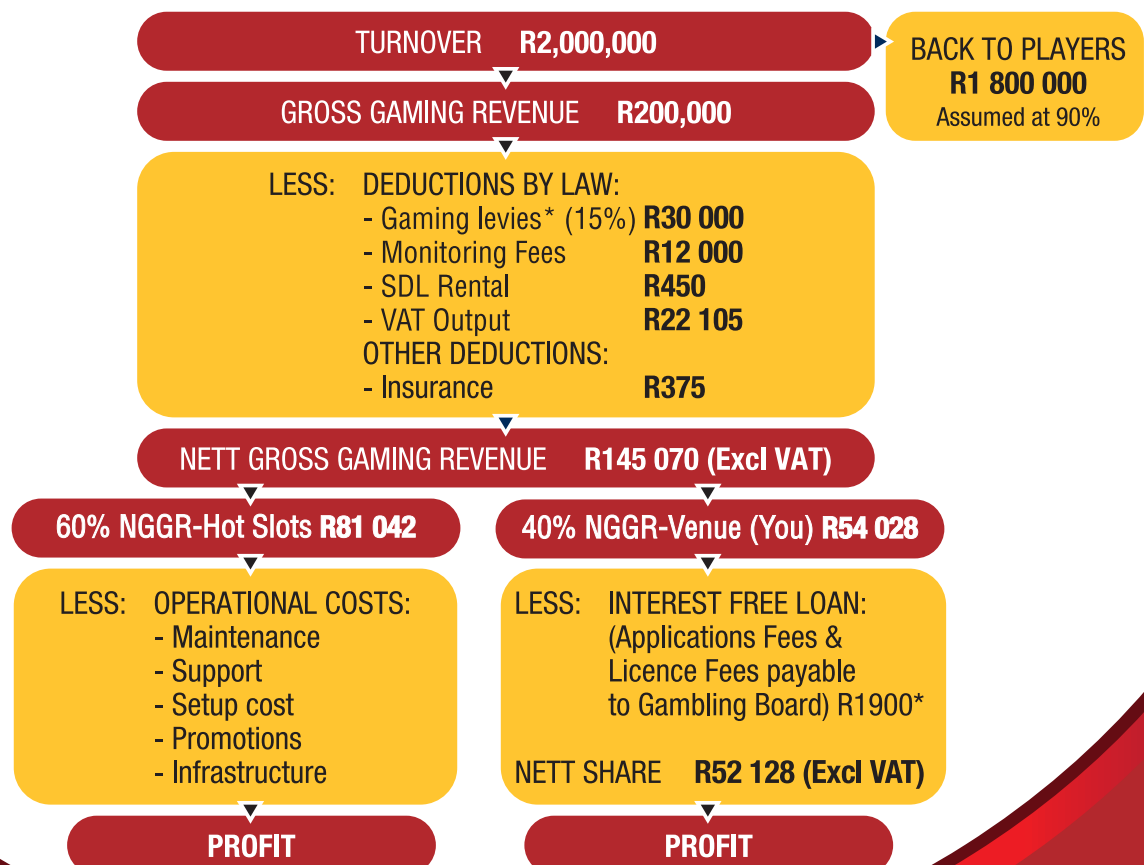 TURNOVER R2,000,000
BACK TO PLAYERS
R1 800 000
Assumed at 90%
GROSS GAMING REVENUE R200,000
LESS: DEDUCTIONS BY LAW:
- Gaming levies* (15%) R30 000
- Monitoring Fees R12 000
- SDL Rental R450
- VAT Output R22 105
OTHER DEDUCTIONS:
- Insurance R375
NETT GROSS GAMING REVENUE R145 070 (Excl VAT)
60% NGGR-Hot Slots R81 042
40% NGGR-Venue (You) R54 028
LESS: OPERATIONAL COSTS:
- Maintenance
- Support
- Setup cost
- Promotions
- Infrastructure
LESS: INTEREST FREE LOAN:
(Applications Fees &
Licence Fees payable
to Gambling Board) R1900*
NETT SHARE R52 128 (Excl VAT)
PROFIT
PROFIT